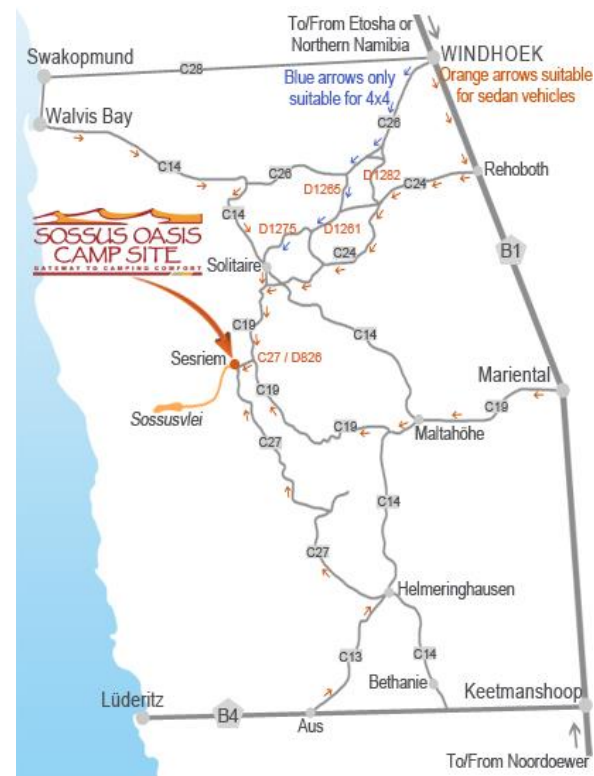 To/From Etosha or
Northern Namibia
WINDHOEK
Swakopmund
C28
Blue arrows only
suitable for 4x4
Orange arrows suitable
for sedan vehicles
Walvis Bay
C26
C14
C26
D1265
D1282
C24
Rehoboth
C14
D1275
D1261
SOSSUS OASIS
CAMP SITE
GATEWAY TO CAMPING COMFORT
C24
B1
Solitaire
C19
C14
Sesriem
C27 / D826
Mariental
C19
C19
Sossusvlei
C19
Maltahöhe
C27
C14
C27
Helmeringhausen
C13
C14
Bethanie
Keetmanshoop
Lüderitz
B4
Aus
To/From Noordoewer